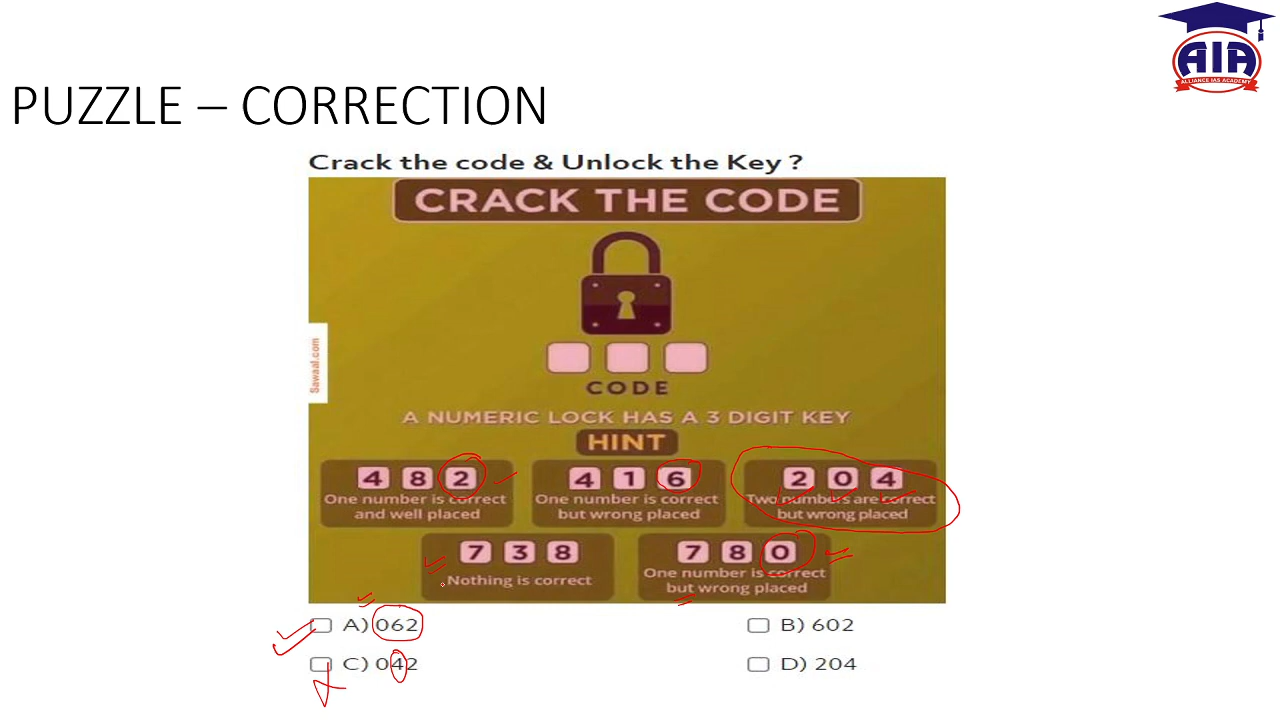 AIA
ALLIANCE IAS ACADEMY
PUZZLE – CORRECTION
Crack the code & Unlock the Key ?
CRACK THE CODE
Sawaal.com
CODE
A NUMERIC LOCK HAS A 3 DIGIT KEY
HINT
4 8 2
One number is correct
and well placed
4 1 6
One number is correct
but wrong placed
2 0 4
Two numbers are correct
but wrong placed
7 3 8
Nothing is correct
7 8 0
One number is correct
but wrong placed
A) 062
B) 602
C) 042
D) 204